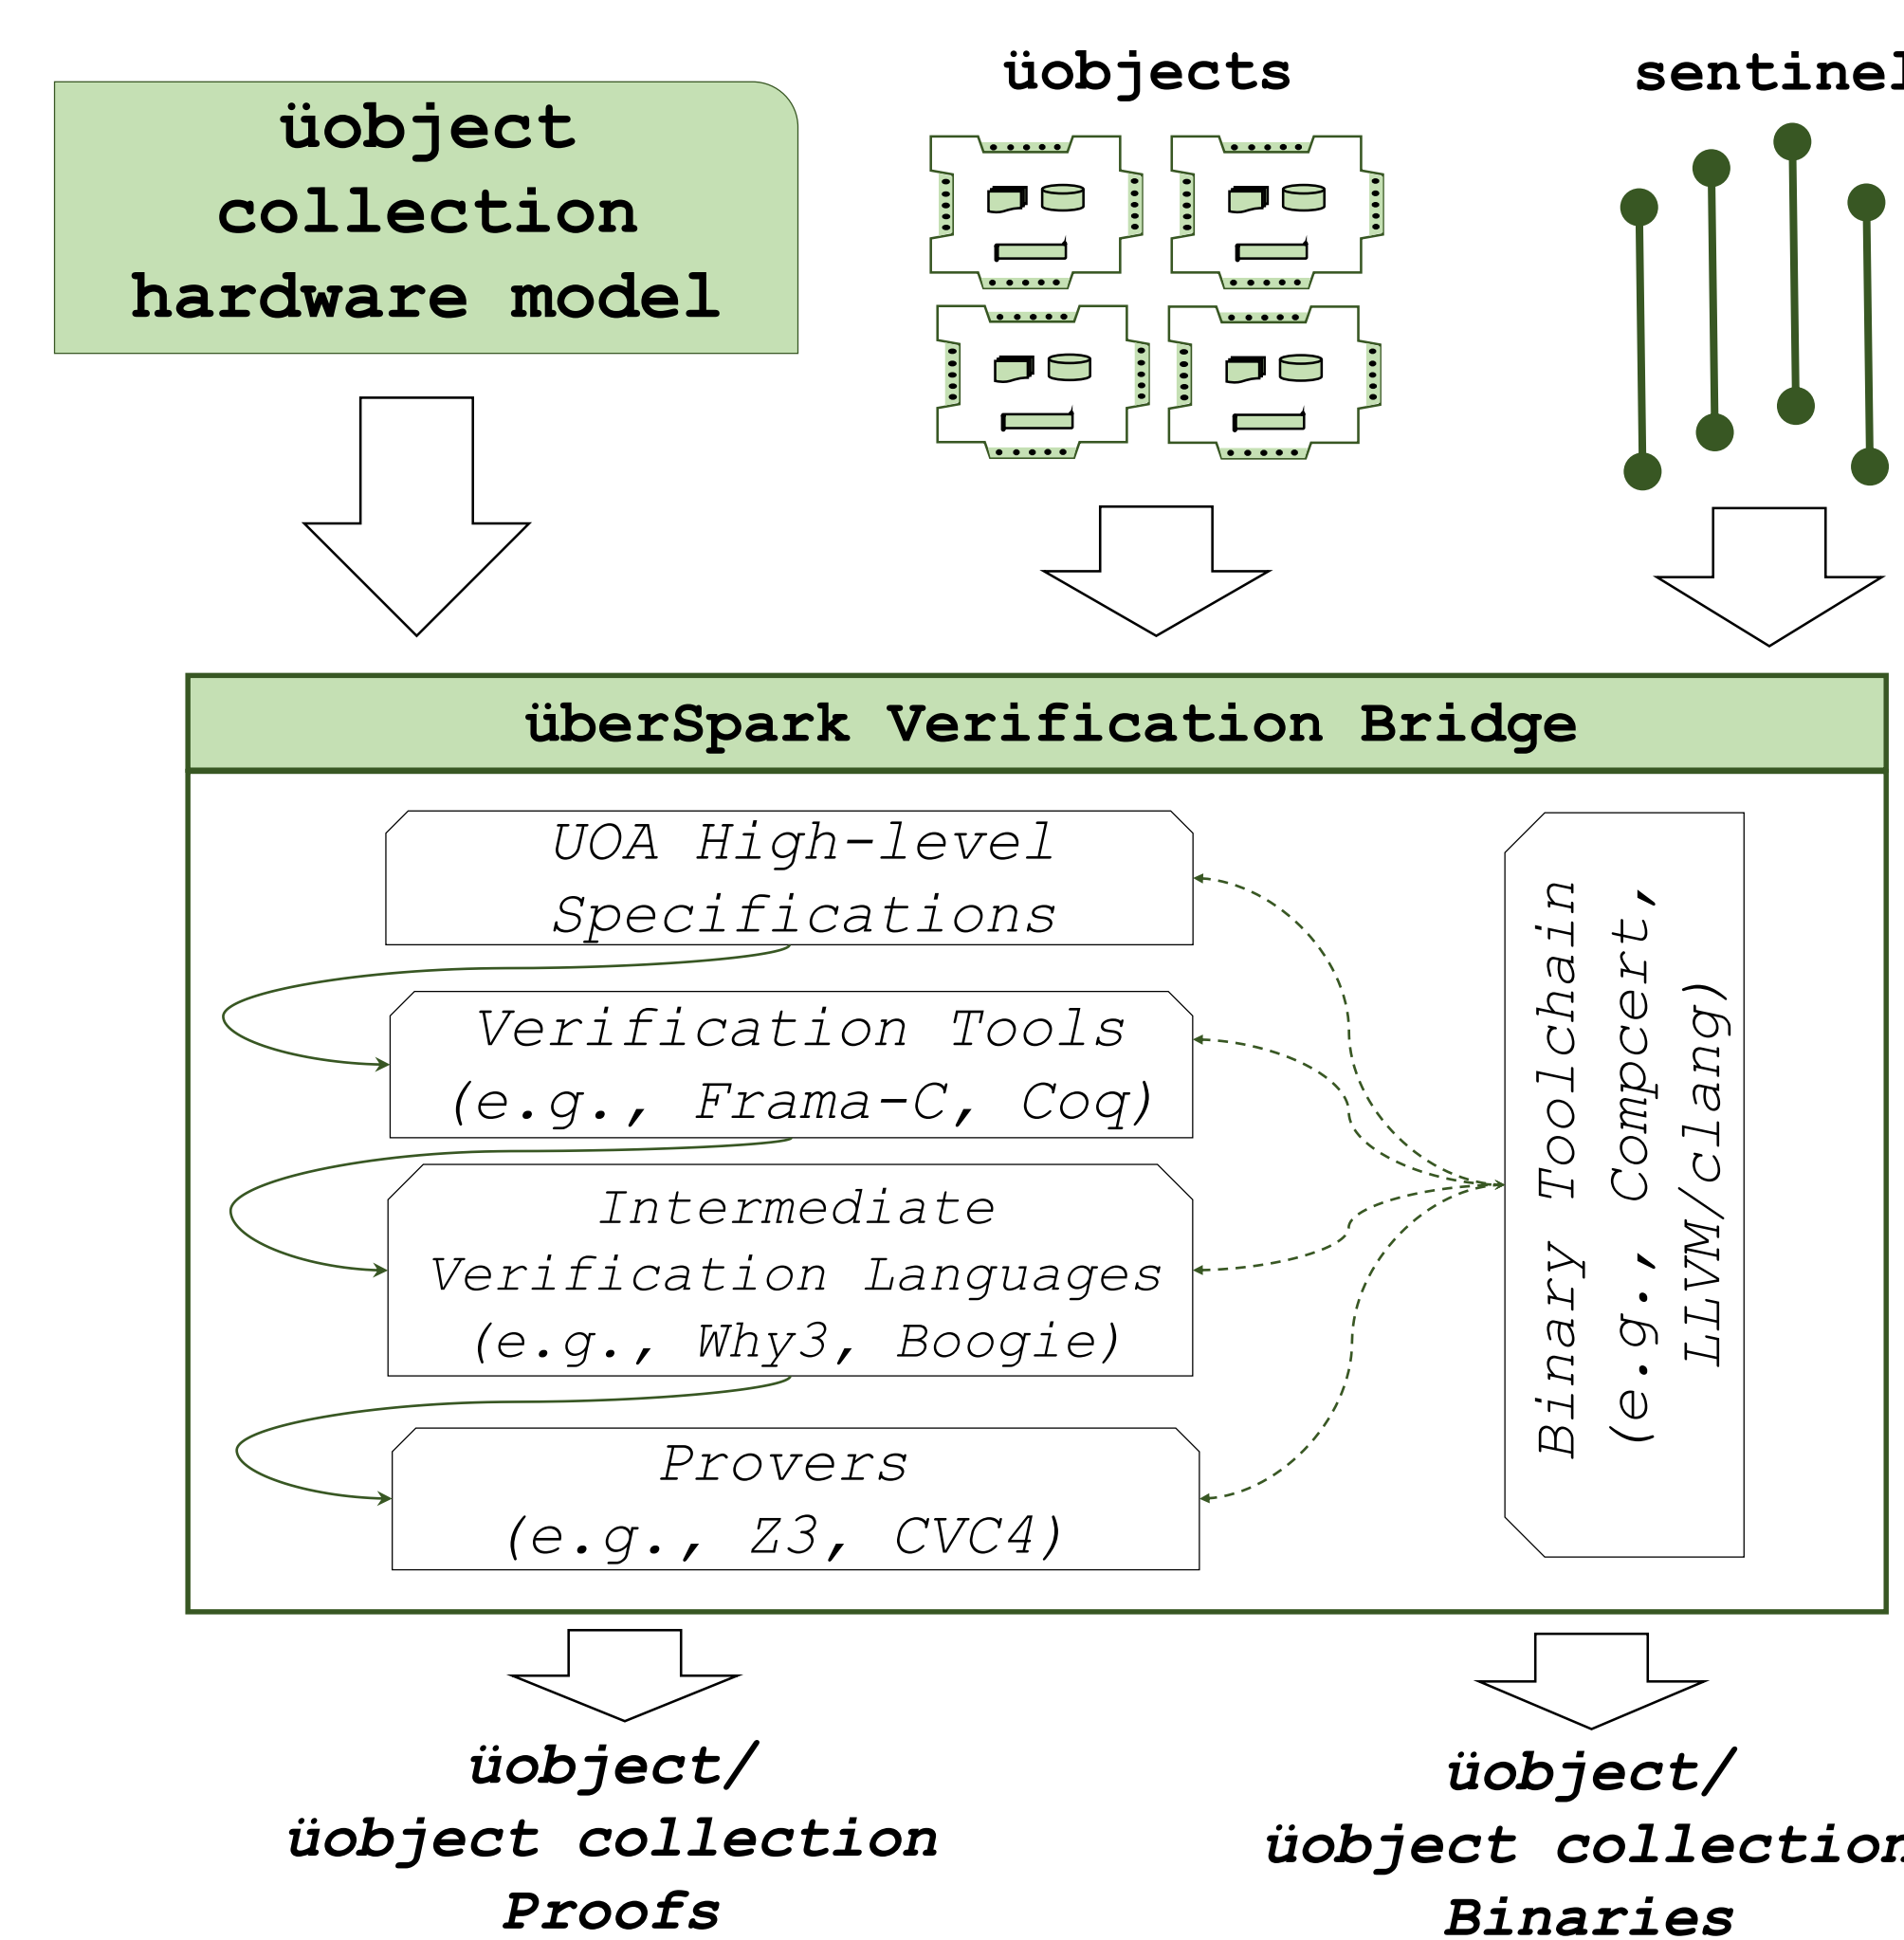 üobject
collection
hardware model
üobjects
sentinel
überSpark Verification Bridge
UOA High-level
Specifications
Verification Tools
(e.g., Frama-C, Coq)
Intermediate
Verification Languages
(e.g., Why3, Boogie)
Provers
(e.g., Z3, CVC4)
Binary Toolchain
(e.g., Compcert,
LLVM/clang)
üobject/
üobject collection
Proofs
üobject/
üobject collection
Binaries